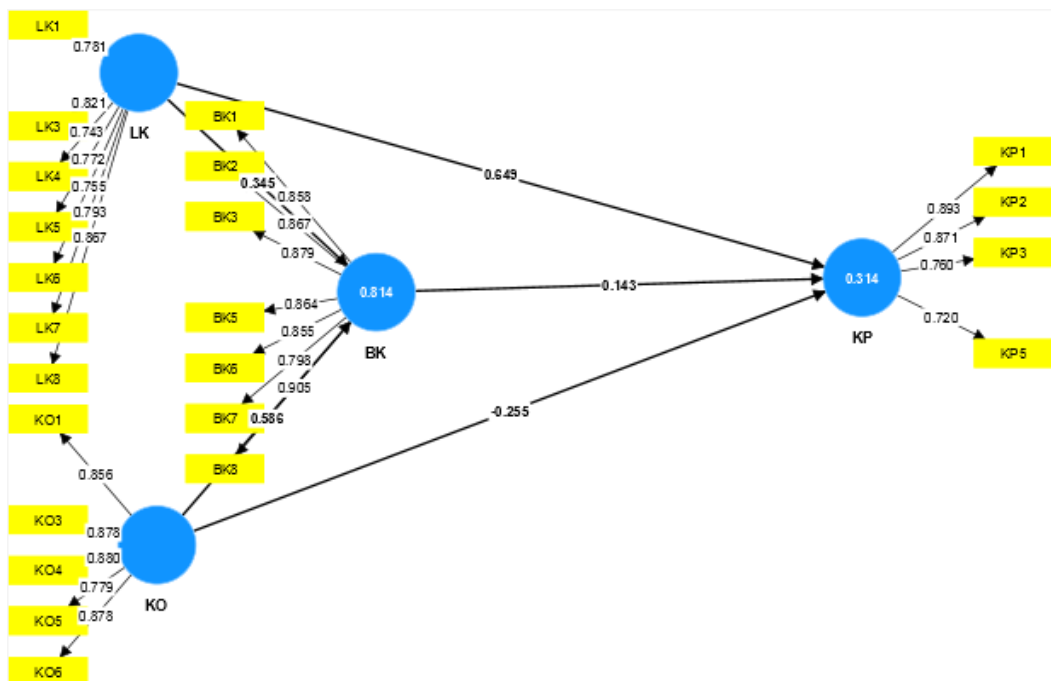 LK1
0.781
LK
0.821
LK3
0.743
0.772
LK4
0.755
0.793
LK5
0.867
LK6
LK7
LK8
BK1
BK2
0.345
0.858
BK3
0.867
0.879
0.649
KP1
0.893
KP2
0.871
KP3
0.760
0.314
KP
0.720
KP5
0.814
BK
0.143
BK5
0.864
0.855
BK6
0.798
0.905
BK7
0.586
BK8
-0.255
KO1
0.856
KO3
0.878
0.880
KO4
0.779
KO5
0.878
KO6
KO